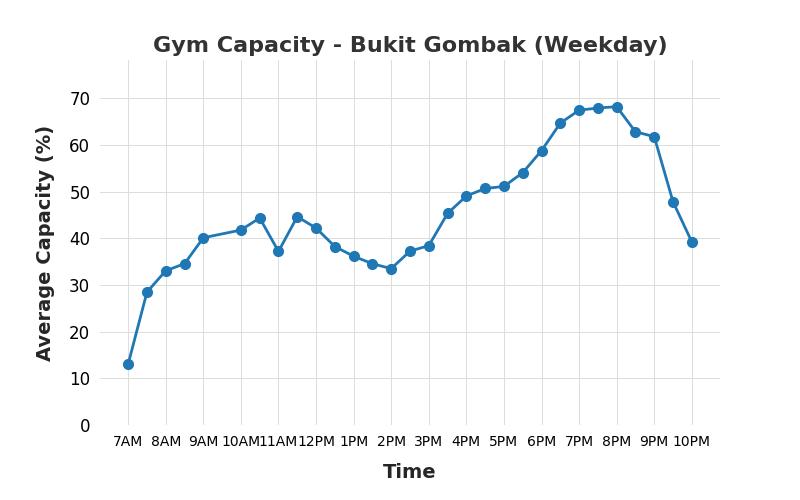 Gym Capacity - Bukit Gombak (Weekday)
Average Capacity (%)
70
60
50
40
30
20
10
0
7AM 8AM 9AM 10AM 11AM 12PM 1PM 2PM 3PM 4PM 5PM 6PM 7PM 8PM 9PM 10PM
Time